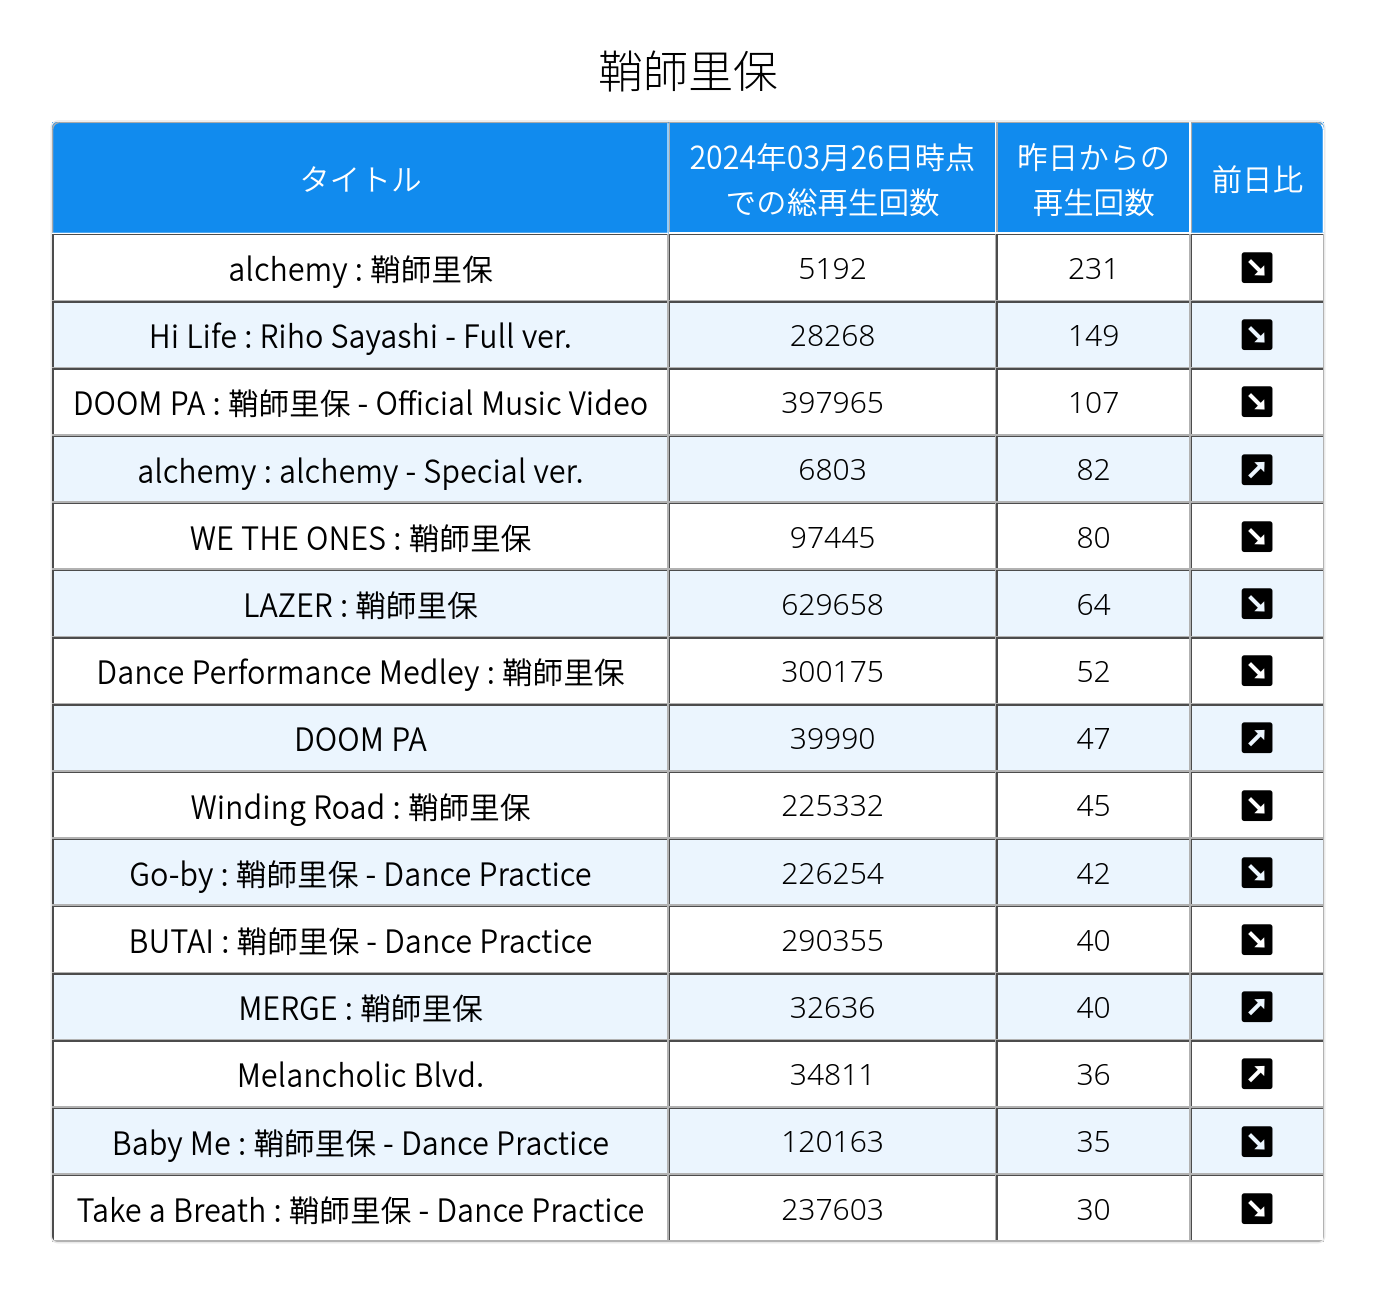 鞘師里保
タイトル 2024年03月26日時点での総再生回数 昨日からの再生回数 前日比
alchemy : 鞘師里保 5192 231 ↘
Hi Life : Riho Sayashi - Full ver. 28268 149 ↘
DOOM PA : 鞘師里保 - Official Music Video 397965 107 ↘
alchemy : alchemy - Special ver. 6803 82 ↗
WE THE ONES : 鞘師里保 97445 80 ↘
LAZER : 鞘師里保 629658 64 ↘
Dance Performance Medley : 鞘師里保 300175 52 ↘
DOOM PA 39990 47 ↗
Winding Road : 鞘師里保 225332 45 ↘
Go-by : 鞘師里保 - Dance Practice 226254 42 ↘
BUTAI : 鞘師里保 - Dance Practice 290355 40 ↘
MERGE : 鞘師里保 32636 40 ↗
Melancholic Blvd. 34811 36 ↗
Baby Me : 鞘師里保 - Dance Practice 120163 35 ↘
Take a Breath : 鞘師里保 - Dance Practice 237603 30 ↘